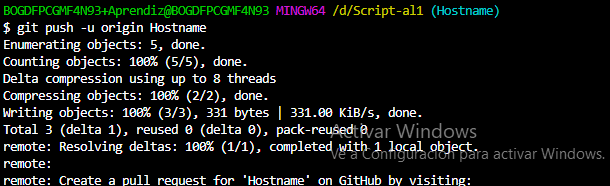 BOGDFPCGMF4N93+Aprendiz@BOGDFPCGMF4N93 MINGW64 /d/Script-al1 (Hostname)
$ git push -u origin Hostname
Enumerating objects: 5, done.
Counting objects: 100% (5/5), done.
Delta compression using up to 8 threads
Compressing objects: 100% (2/2), done.
Writing objects: 100% (3/3), 331 bytes | 331.00 KiB/s, done.
Total 3 (delta 1), reused 0 (delta 0), pack-reused 0
remote: Resolving deltas: 100% (1/1), completed with 1 local object.
remote:
remote: Create a pull request for 'Hostname' on GitHub by visiting:
Activar Windows
Ve a Configuración para activar Windows.